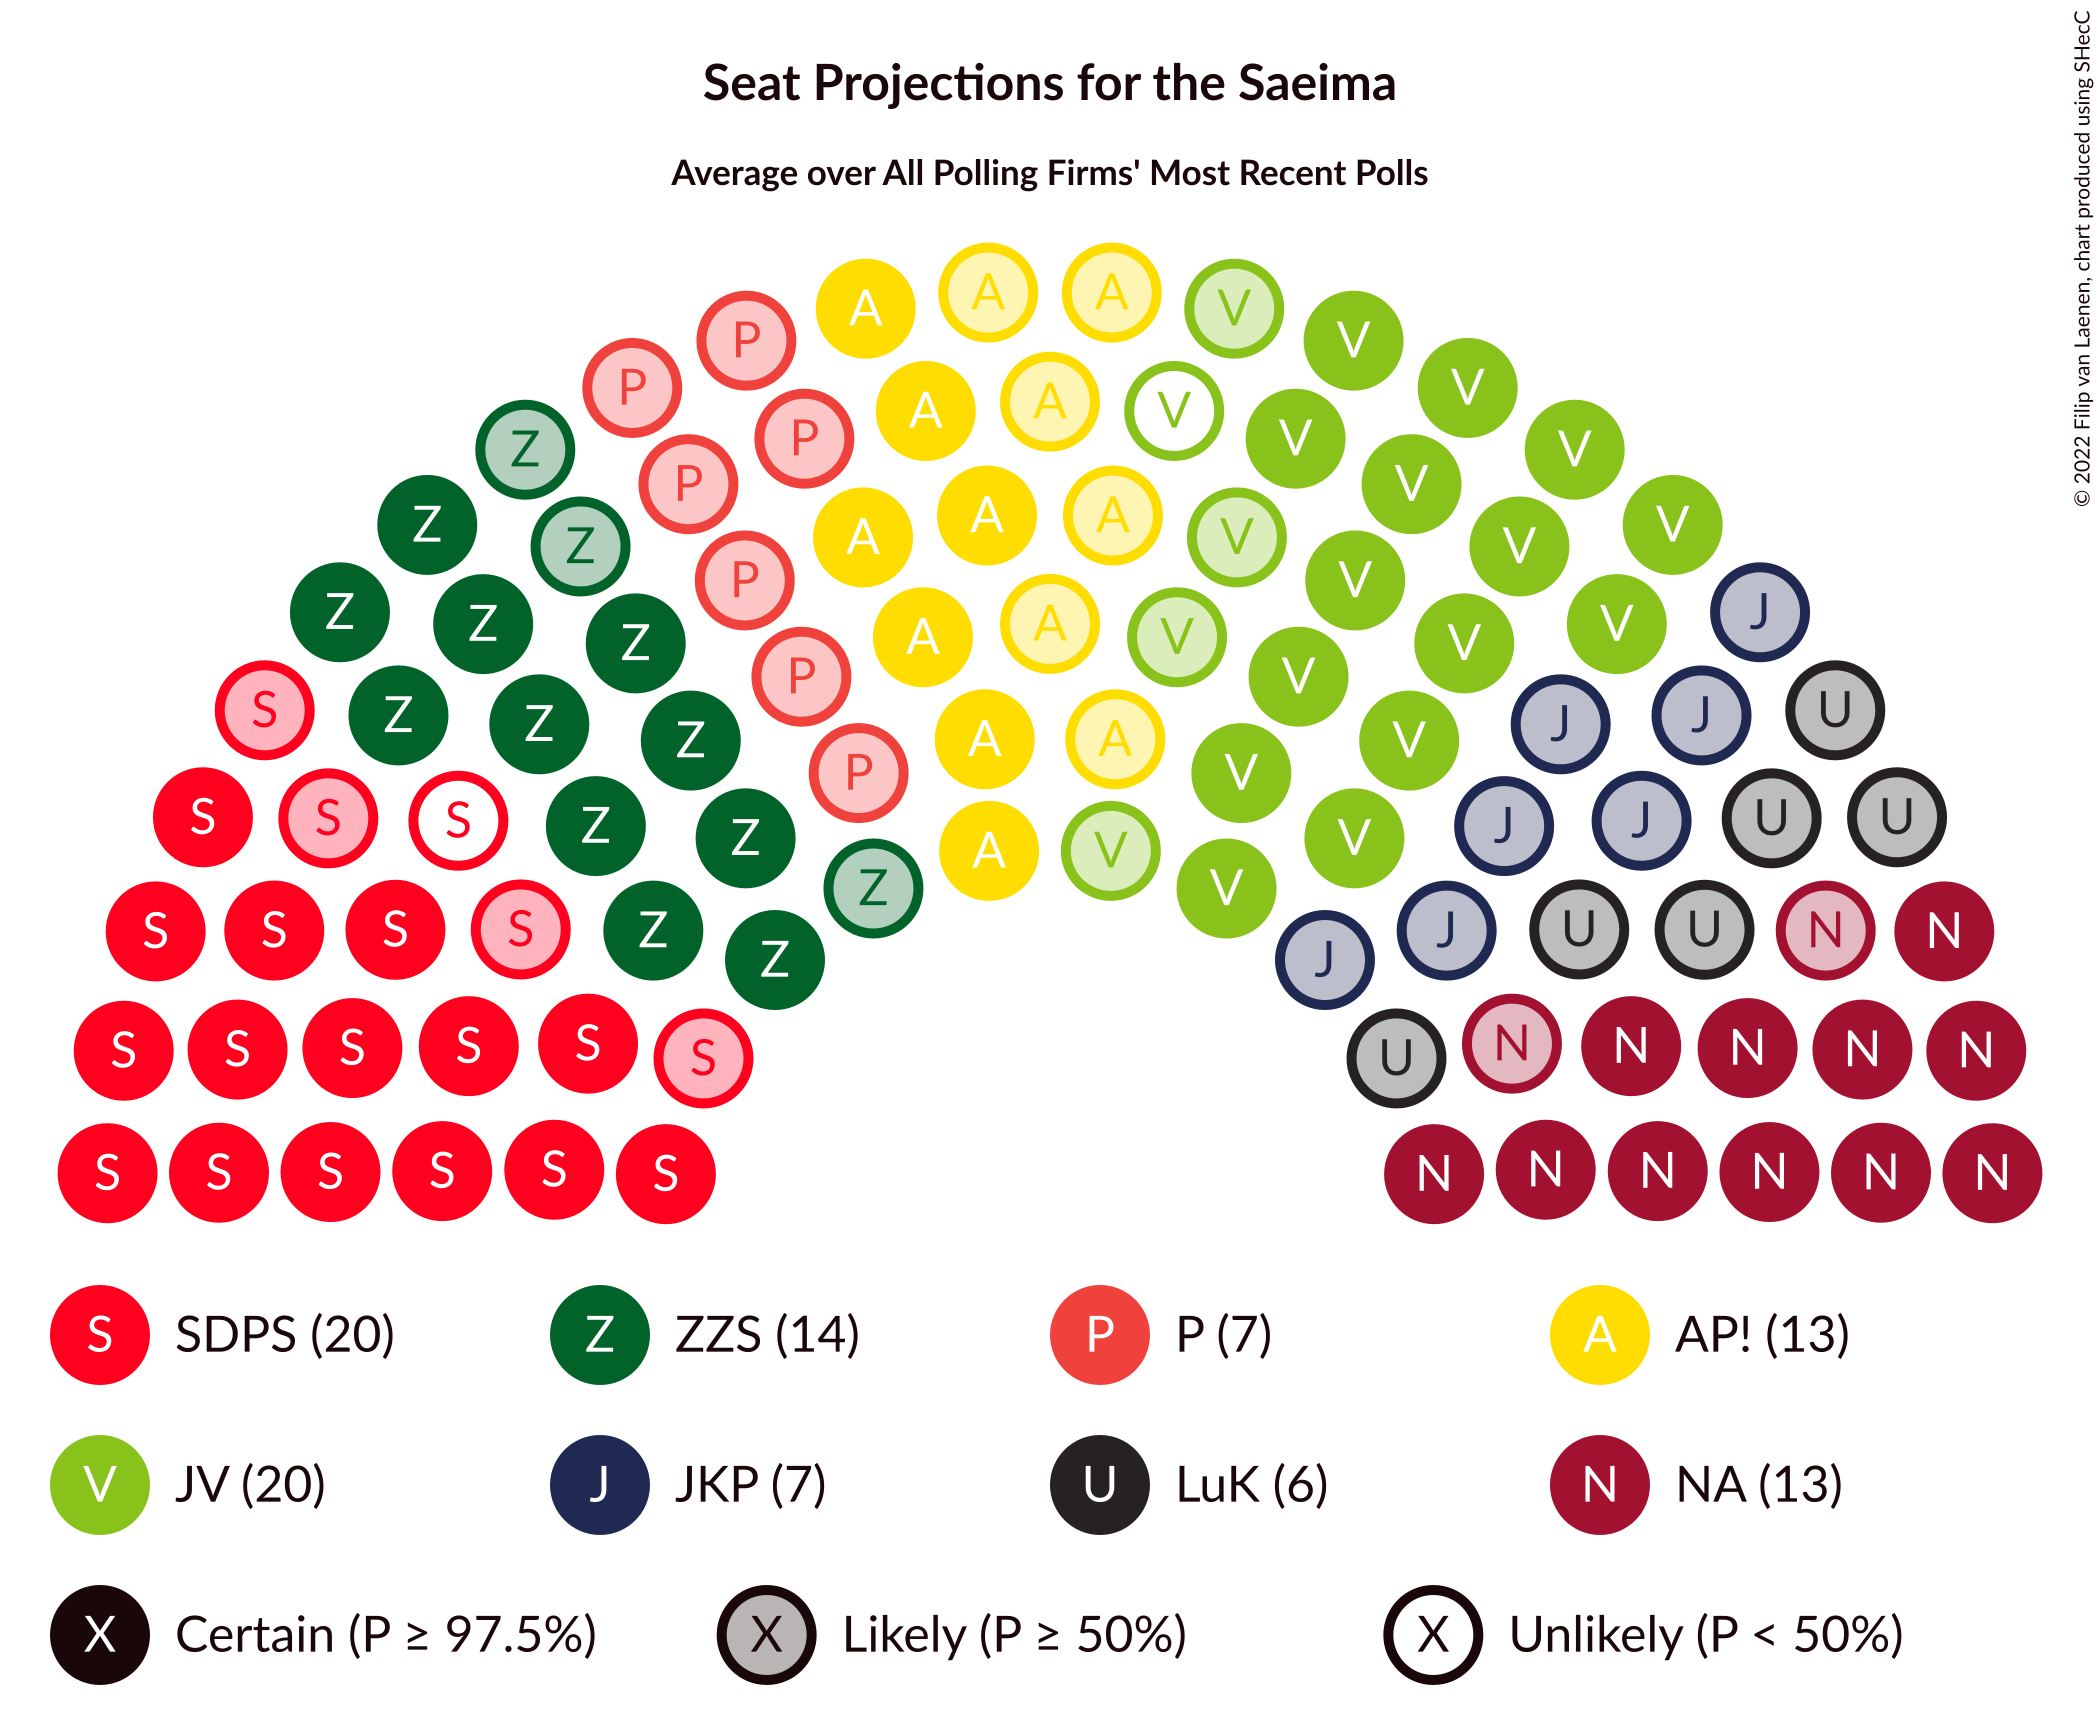 Seat Projections for the Saeima
Average over All Polling Firms' Most Recent Polls
© 2022 Filip van Laenen, chart produced using SHecC
A A A V
P V
P V
A A V
Z P V V
P V
Z Z A A A V V V
P V
Z Z Z A A V V V J
P V
S Z Z Z A A V J J U
P V
S S S Z Z A V V J J U U
Z V
S S S S Z J U U N N
Z J
S S S S S S U N N N N N
S S S S S S N N N N N N
S SDPS (20) Z ZZS (14) P P (7) A AP! (13)
V JV (20) J JKP (7) U LuK (6) N NA (13)
X Certain (P ≥ 97.5%) X Likely (P ≥ 50%) X Unlikely (P < 50%)